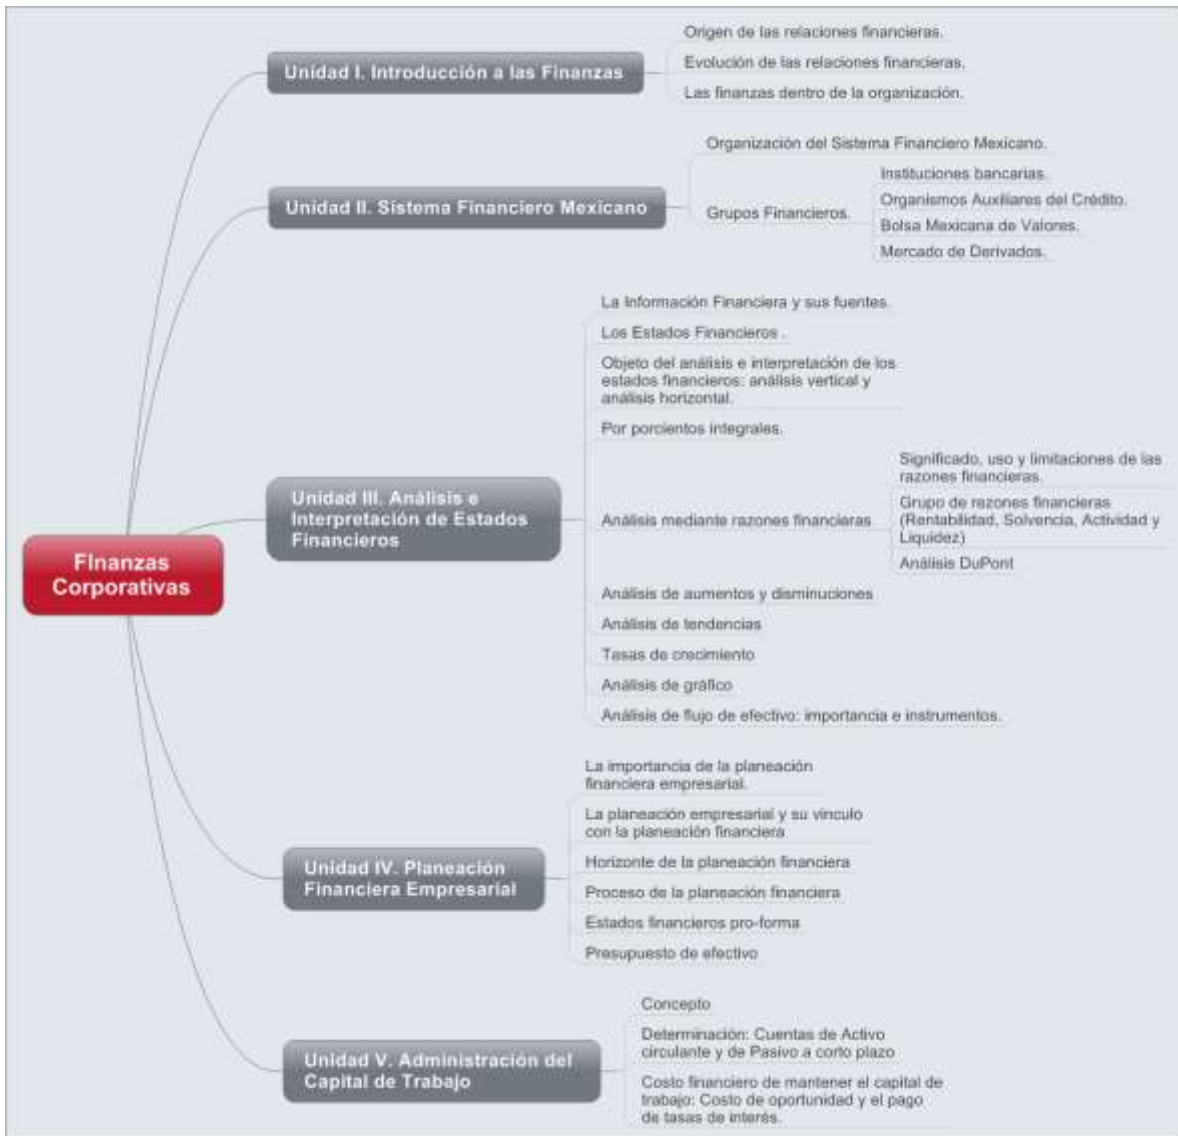 Finanzas
Corporativas
Unidad I. Introducción a las Finanzas
Origen de las relaciones financieras.
Evolución de las relaciones financieras.
Las finanzas dentro de la organización.
Unidad II. Sistema Financiero Mexicano
Organización del Sistema Financiero Mexicano.
Grupos Financieros.
Instituciones bancarias.
Organismos Auxiliares del Crédito.
Bolsa Mexicana de Valores.
Mercado de Derivados.
Unidad III. Análisis e
Interpretación de Estados
Financieros
La Información Financiera y sus fuentes.
Los Estados Financieros .
Objeto del análisis e interpretación de los
estados financieros: análisis vertical y
análisis horizontal.
Por porcientos integrales.
Análisis mediante razones financieras
Significado, uso y limitaciones de las
razones financieras.
Grupo de razones financieras
(Rentabilidad, Solvencia, Actividad y
Liquidez)
Análisis DuPont
Análisis de aumentos y disminuciones
Análisis de tendencias
Tasas de crecimiento
Análisis de gráfico
Análisis de flujo de efectivo: importancia e instrumentos.
Unidad IV. Planeación
Financiera Empresarial
La importancia de la planeación
financiera empresarial.
La planeación empresarial y su vínculo
con la planeación financiera
Horizonte de la planeación financiera
Proceso de la planeación financiera
Estados financieros pro-forma
Presupuesto de efectivo
Unidad V. Administración del
Capital de Trabajo
Concepto
Determinación: Cuentas de Activo
circulante y de Pasivo a corto plazo
Costo financiero de mantener el capital de
trabajo: Costo de oportunidad y el pago
de tasas de interés.